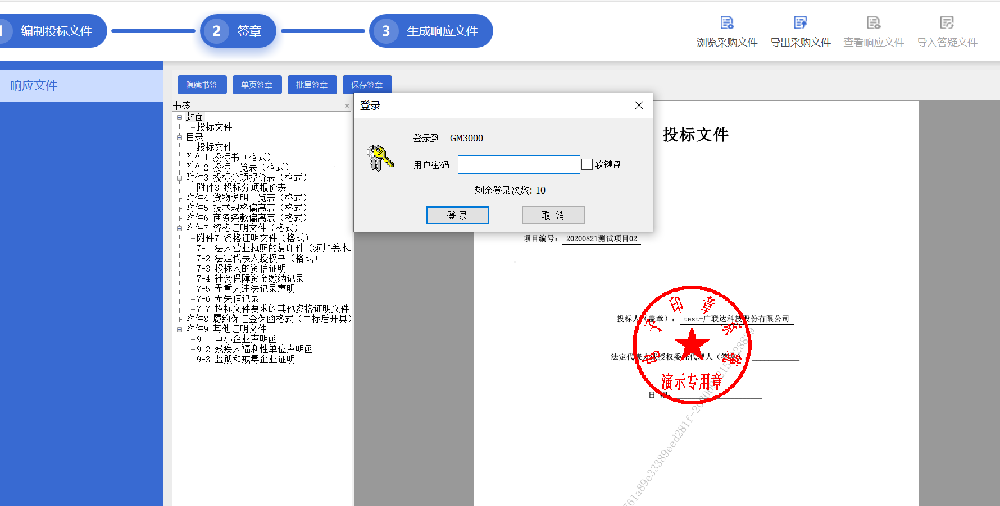 1 编制投标文件
2 签章
3 生成响应文件
浏览采购文件
导出采购文件
查看响应文件
导入答疑文件
响应文件
隐藏书签
单页签章
批量签章
保存签章
书签
封面
投标文件
目录
投标文件
附件1 投标书（格式）
附件2 投标一览表（格式）
附件3 投标分项报价表（格式）
附件3 投标分项报价表
附件4 货物说明一览表（格式）
附件5 技术规格偏离表（格式）
附件6 商务条款偏离表（格式）
附件7 资格证明文件（格式）
附件7 资格证明文件（格式）
7-1 法人营业执照的复印件（须加盖本
7-2 法定代表人授权书（格式）
7-3 投标人的资信证明
7-4 社会保障资金缴纳记录
7-5 无重大违法记录声明
7-6 无失信记录
7-7 招标文件要求的其他资格证明文件
附件8 履约保证金保函格式（中标后开具）
附件9 其他证明文件
9-1 中小企业声明函
9-2 残疾人福利性单位声明函
9-3 监狱和戒毒企业证明
登录
登录到 GM3000
用户密码
软键盘
剩余登录次数: 10
登 录
取 消
投标文件
项目编号： 20200821测试项目02
投标人（盖章）： test-广联达科技股份有限公司
法定代表人或授权委托代理人（签
日 期
电子印章系统
演示专用章